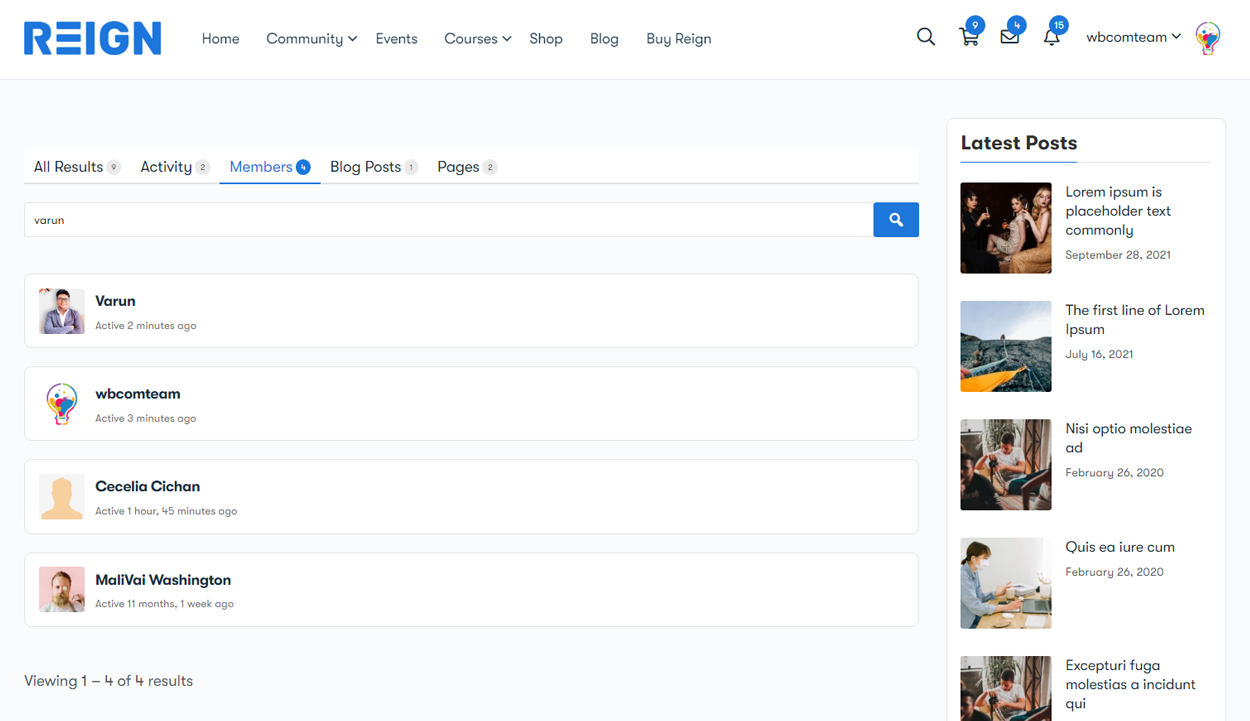 REIGN
Home Community Events Courses Shop Blog Buy Reign
9 4 15 wbcomteam
All Results 9 Activity 2 Members 4 Blog Posts 1 Pages 2
varun
Varun
Active 2 minutes ago
wbcomteam
Active 3 minutes ago
Cecelia Cichan
Active 1 hour, 45 minutes ago
MaliVai Washington
Active 11 months, 1 week ago
Viewing 1 – 4 of 4 results
Latest Posts
Lorem ipsum is
placeholder text
commonly
September 28, 2021
The first line of Lorem
Ipsum
July 16, 2021
Nisi optio molestiae
ad
February 26, 2020
Quis ea iure cum
February 26, 2020
Excepturi fuga
molestias a incidunt
qui